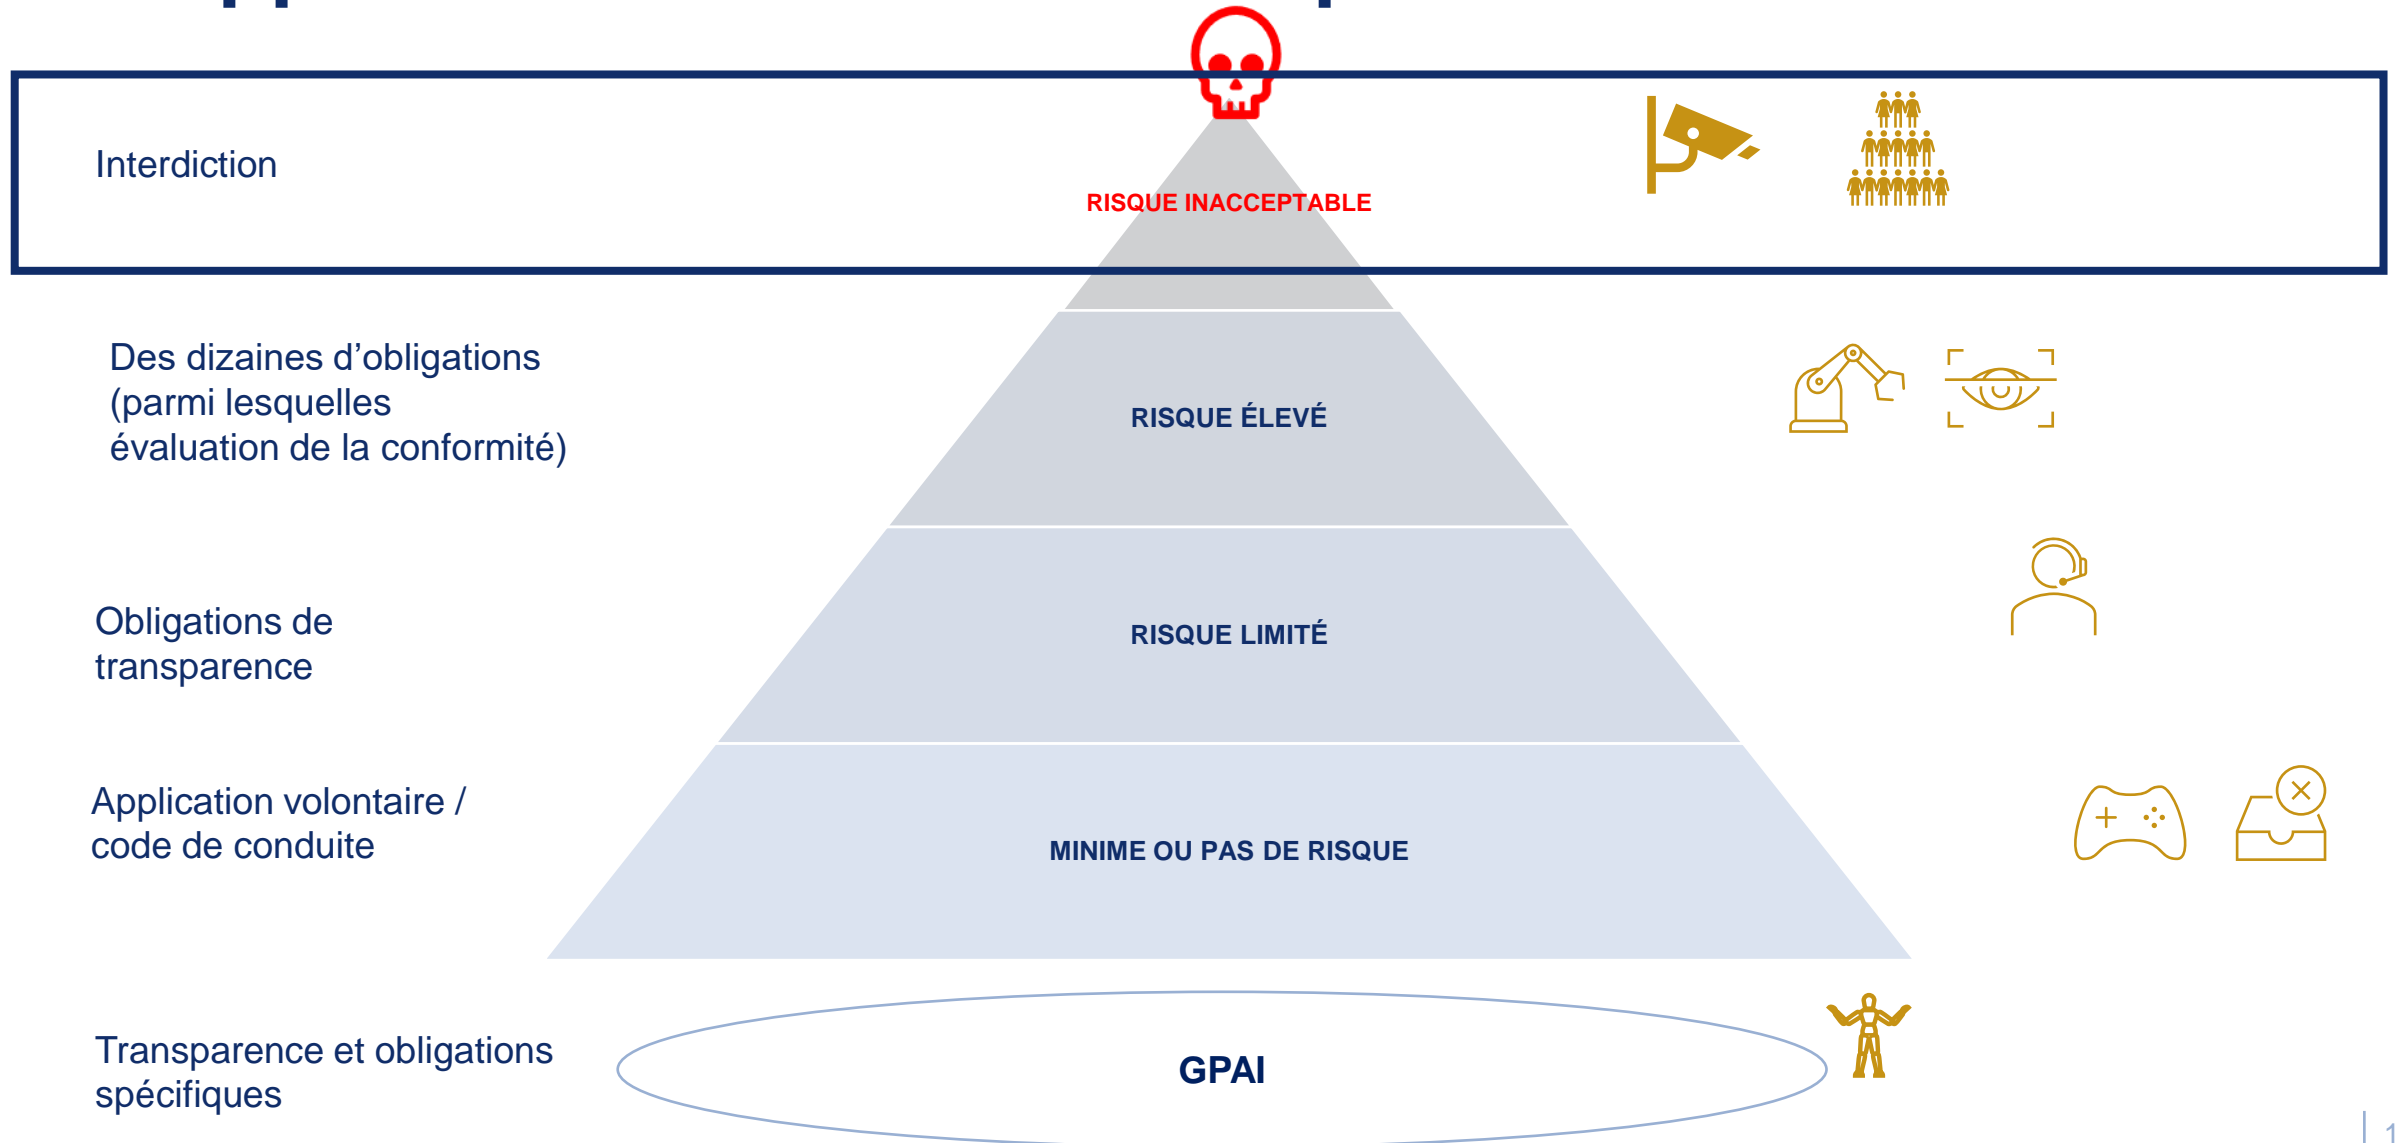 Interdiction
RISQUE INACCEPTABLE
Des dizaines d’obligations
(parmi lesquelles
évaluation de la conformité)
RISQUE ÉLEVÉ
Obligations de
transparence
RISQUE LIMITÉ
Application volontaire /
code de conduite
MINIME OU PAS DE RISQUE
Transparence et obligations
spécifiques
GPAI